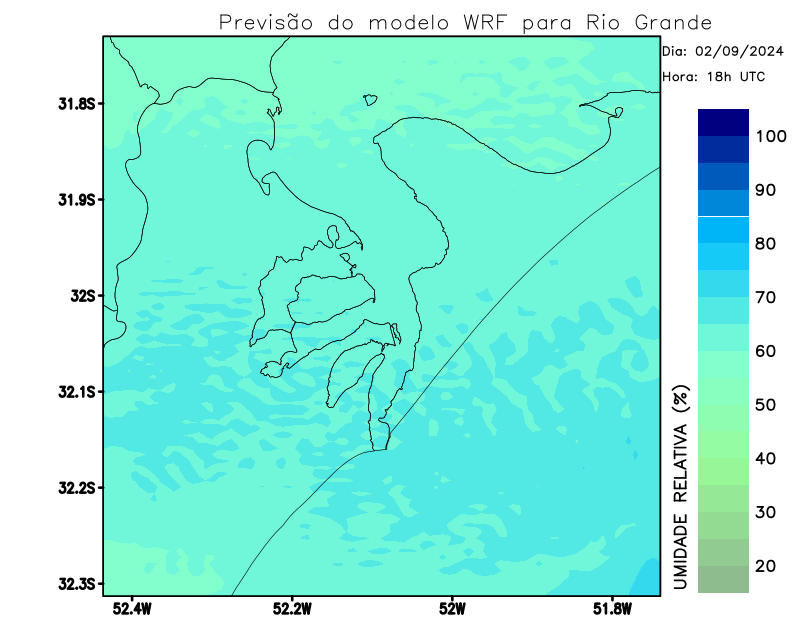 Previsão do modelo WRF para Rio Grande
Dia: 02/09/2024
Hora: 18h UTC
31.8S
31.9S
32S
32.1S
32.2S
32.3S
52.4W
52.2W
52W
51.8W
100
90
80
70
60
50
40
30
20
UMIDADE RELATIVA (%)